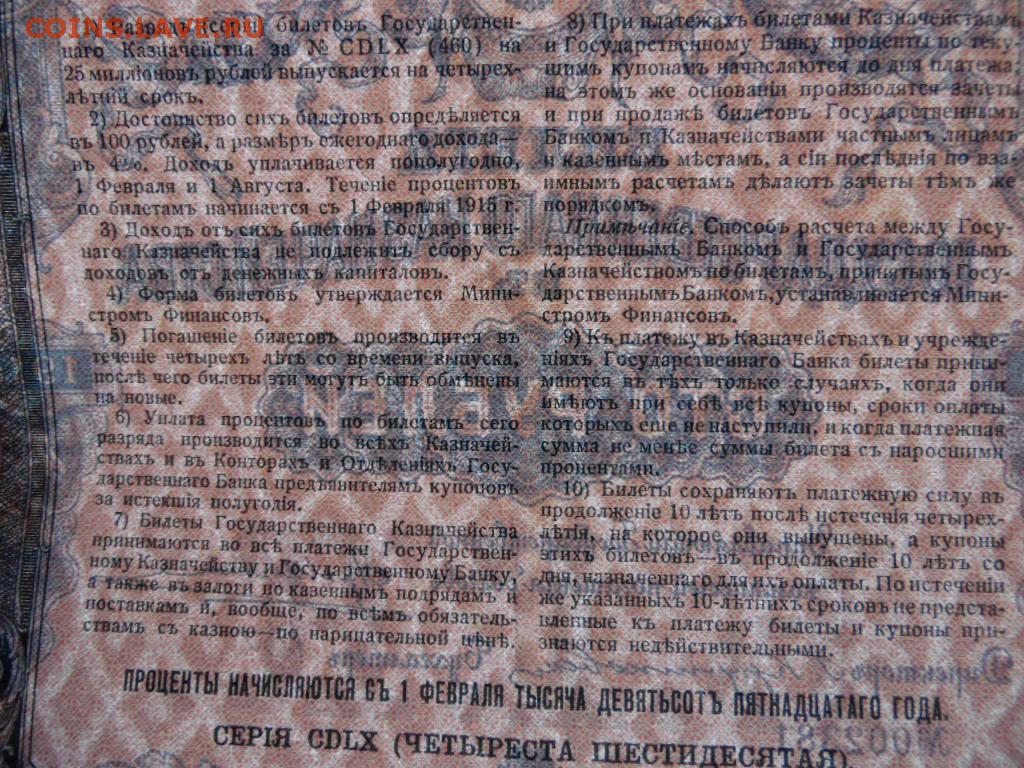 COINS.SAVE.RU
Разрядъ сей билетовъ Государствен-
наго Казначейства за № CDLX (460) на
25 милліоновъ рублей выпускается на четырех-
лѣтній срокъ.
2) Достоинство сихъ билетовъ опредѣляется
въ 100 рублей, а размѣръ ежегоднаго дохода—
въ 4%. Доходъ уплачивается пополугодно,
1 Февраля и 1 Августа. Теченіе процентовъ
по билетамъ начинается съ 1 Февраля 1915 г.
3) Доходъ отъ сихъ билетовъ Государствен-
наго Казначейства не подлежитъ сбору съ
доходовъ отъ денежныхъ капиталовъ.
4) Форма билетовъ утверждается Мини-
стромъ Финансовъ.
5) Погашеніе билетовъ производится въ
теченіе четырехъ лѣтъ со времени выпуска,
послѣ чего билеты эти могутъ быть обмѣнены
на новые.
6) Уплата процентовъ по билетамъ сего
разряда производится во всѣхъ Казначей-
ствахъ и въ Конторахъ и Отдѣленіяхъ Госу-
дарственнаго Банка предъявителямъ купоновъ
за истекшія полугодія.
7) Билеты Государственнаго Казначейства
принимаются во всѣ платежи Государствен-
ному Казначейству и Государственному Банку,
а также въ залоги по казеннымъ подрядамъ и
поставкамъ и, вообще, по всѣмъ обязатель-
ствамъ съ казною—по нарицательной цѣнѣ.
8) При платежахъ билетами Казначействамъ
и Государственному Банку проценты по теку-
щимъ купонамъ начисляются до дня платежа;
на этомъ же основаніи производятся зачеты
и при продажѣ билетовъ Государственнымъ
Банкомъ и Казначействами частнымъ лицамъ
и казеннымъ мѣстамъ, а сіи послѣднія по вза-
имнымъ расчетамъ дѣлаютъ зачеты тѣмъ же
порядкомъ.
Примѣчаніе. Способъ расчета между Госу-
дарственнымъ Банкомъ и Государственнымъ
Казначействомъ по билетамъ, принятымъ Госу-
дарственнымъ Банкомъ, устанавливается Мини-
стромъ Финансовъ.
9) Къ платежу въ Казначействахъ и учрежде-
ніяхъ Государственнаго Банка билеты прини-
маются въ тѣхъ только случаяхъ, когда они
имѣютъ при себѣ всѣ купоны, сроки оплаты
которыхъ еще не наступили, и когда платежная
сумма не менѣе суммы билета съ наросшими
процентами.
10) Билеты сохраняютъ платежную силу въ
продолженіе 10 лѣтъ послѣ истеченія четырех-
лѣтія, на которое они выпущены, а купоны
этихъ билетовъ—въ продолженіе 10 лѣтъ со
дня, назначеннаго для ихъ оплаты. По истеченіи
же указанныхъ 10-лѣтнихъ сроковъ не предста-
вленные къ платежу билеты и купоны при-
знаются недѣйствительными.
ПРОЦЕНТЫ НАЧИСЛЯЮТСЯ СЪ 1 ФЕВРАЛЯ ТЫСЯЧА ДЕВЯТЬСОТЪ ПЯТНАДЦАТАГО ГОДА.
СЕРІЯ CDLX (ЧЕТЫРЕСТА ШЕСТИДЕСЯТАЯ).